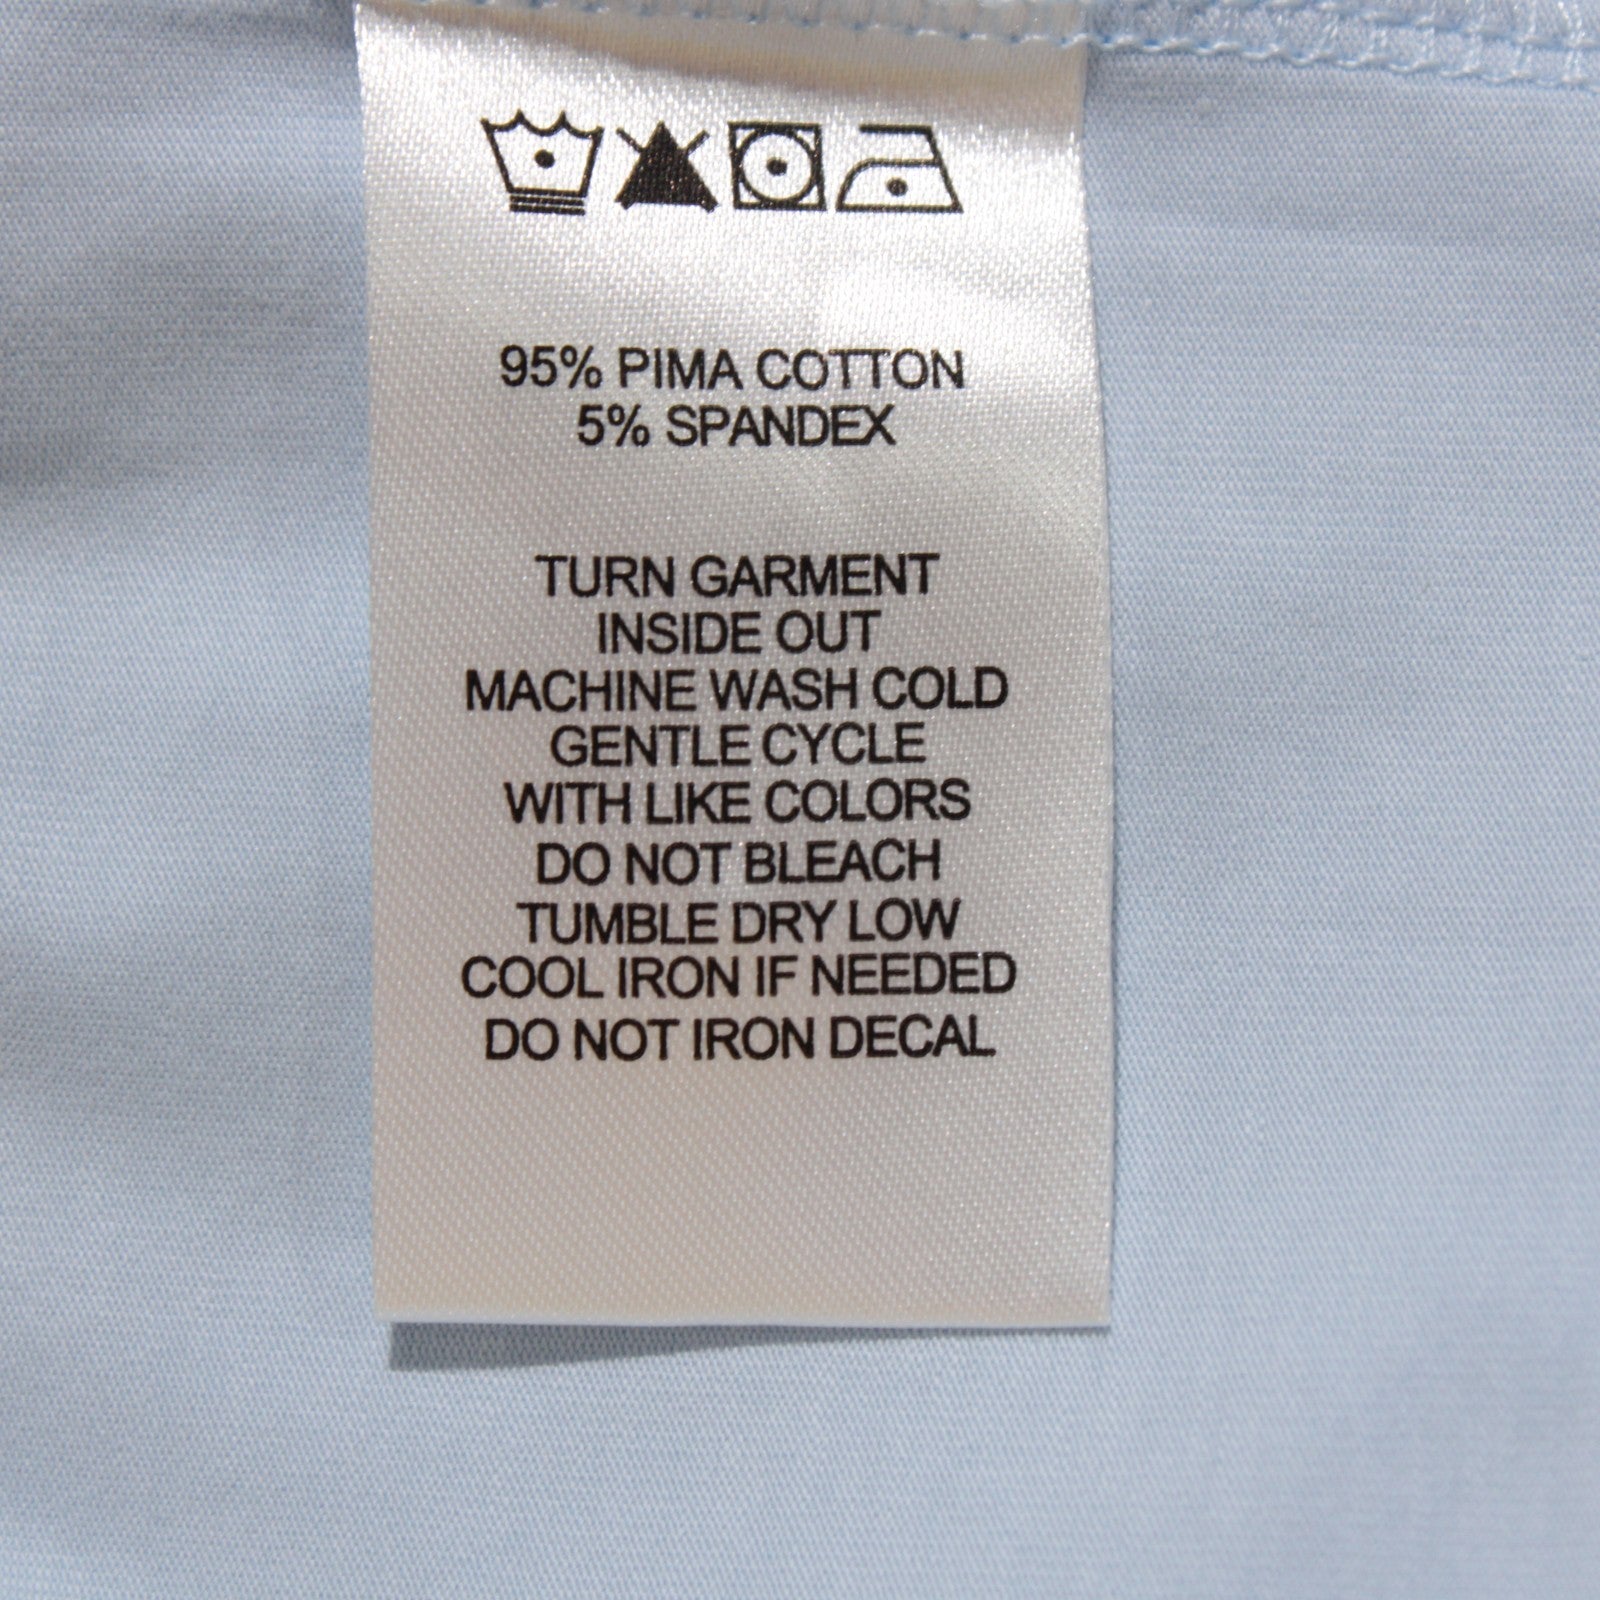 95% PIMA COTTON
5% SPANDEX
TURN GARMENT
INSIDE OUT
MACHINE WASH COLD
GENTLE CYCLE
WITH LIKE COLORS
DO NOT BLEACH
TUMBLE DRY LOW
COOL IRON IF NEEDED
DO NOT IRON DECAL